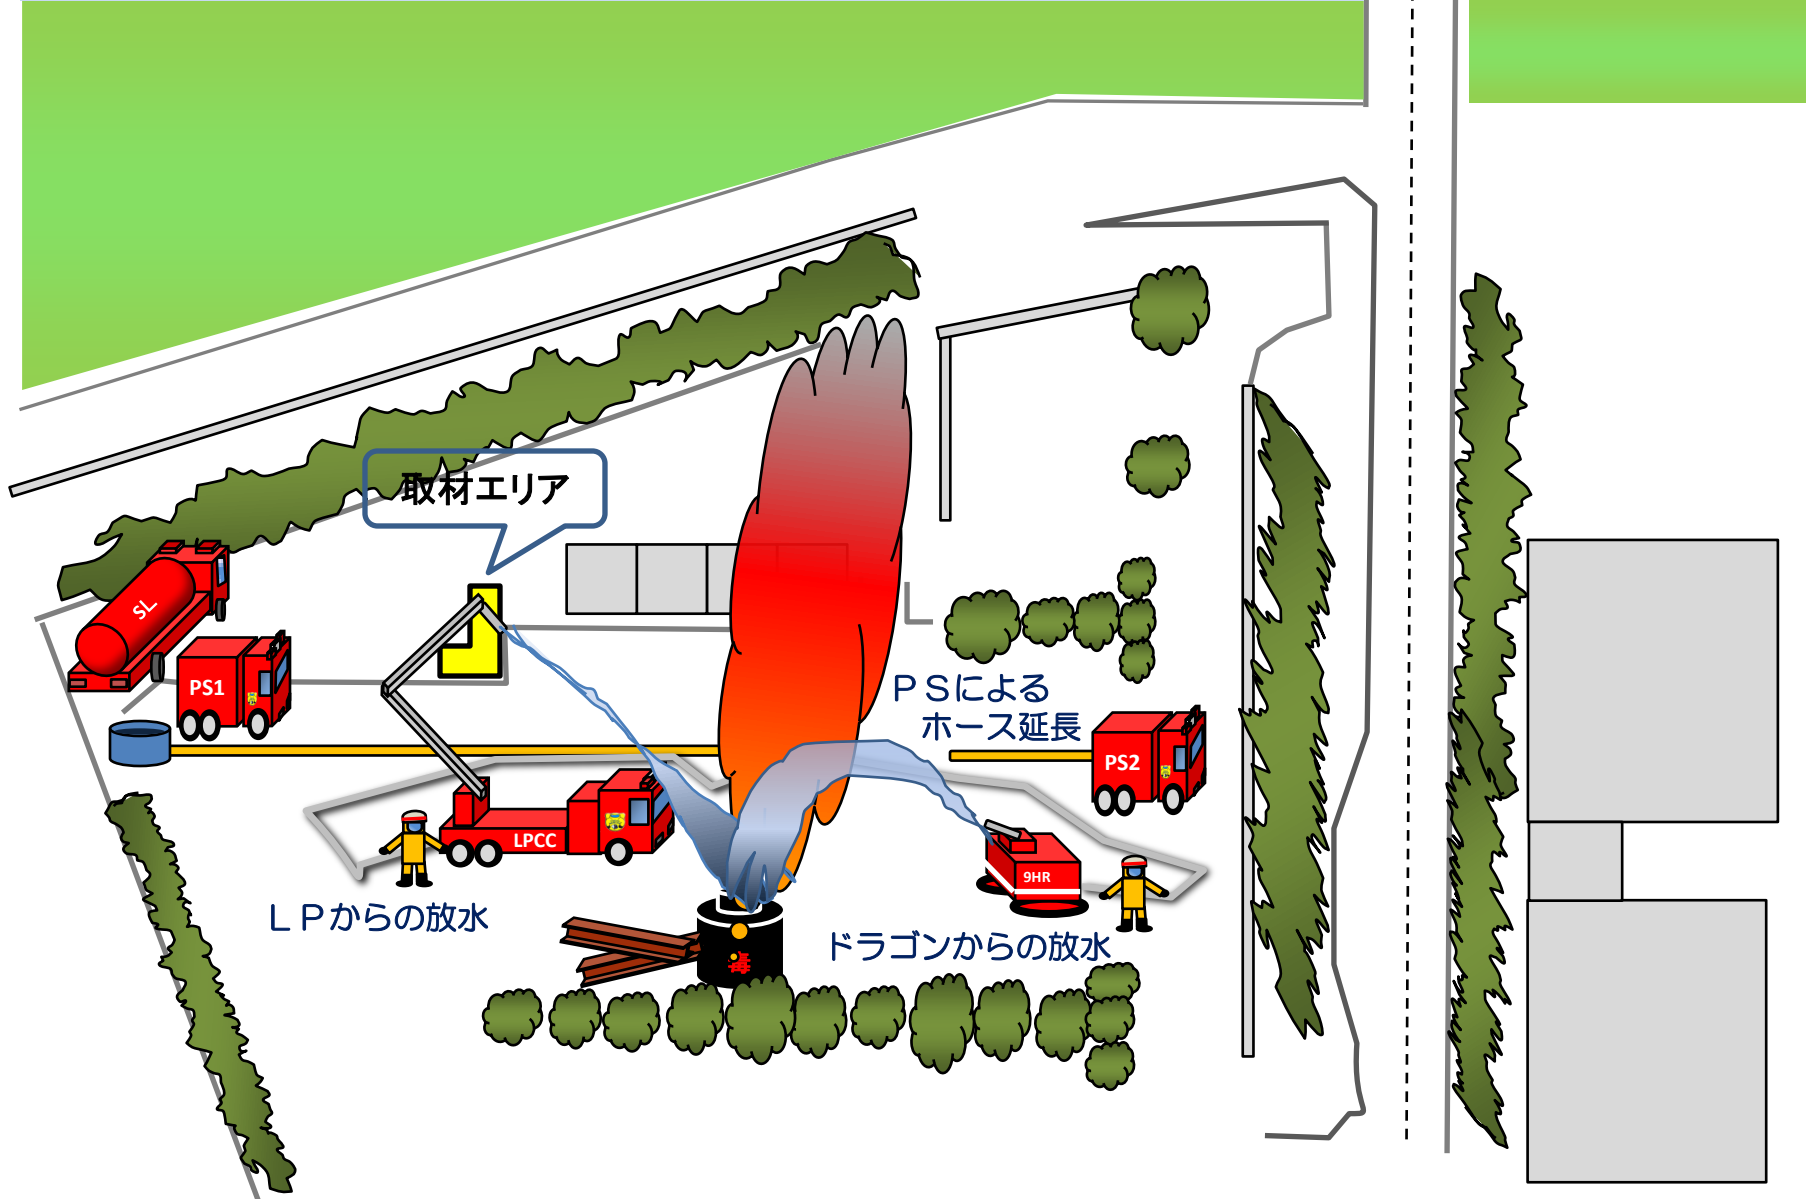 取材エリア
SL
PS1
PSによる
ホース延長
PS2
LPCC
9HR
LPからの放水
ドラゴンからの放水
毒